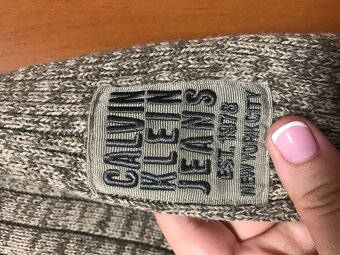 CALVIN
KLEIN
JEANS
EST. 1978
NEW YORK CITY